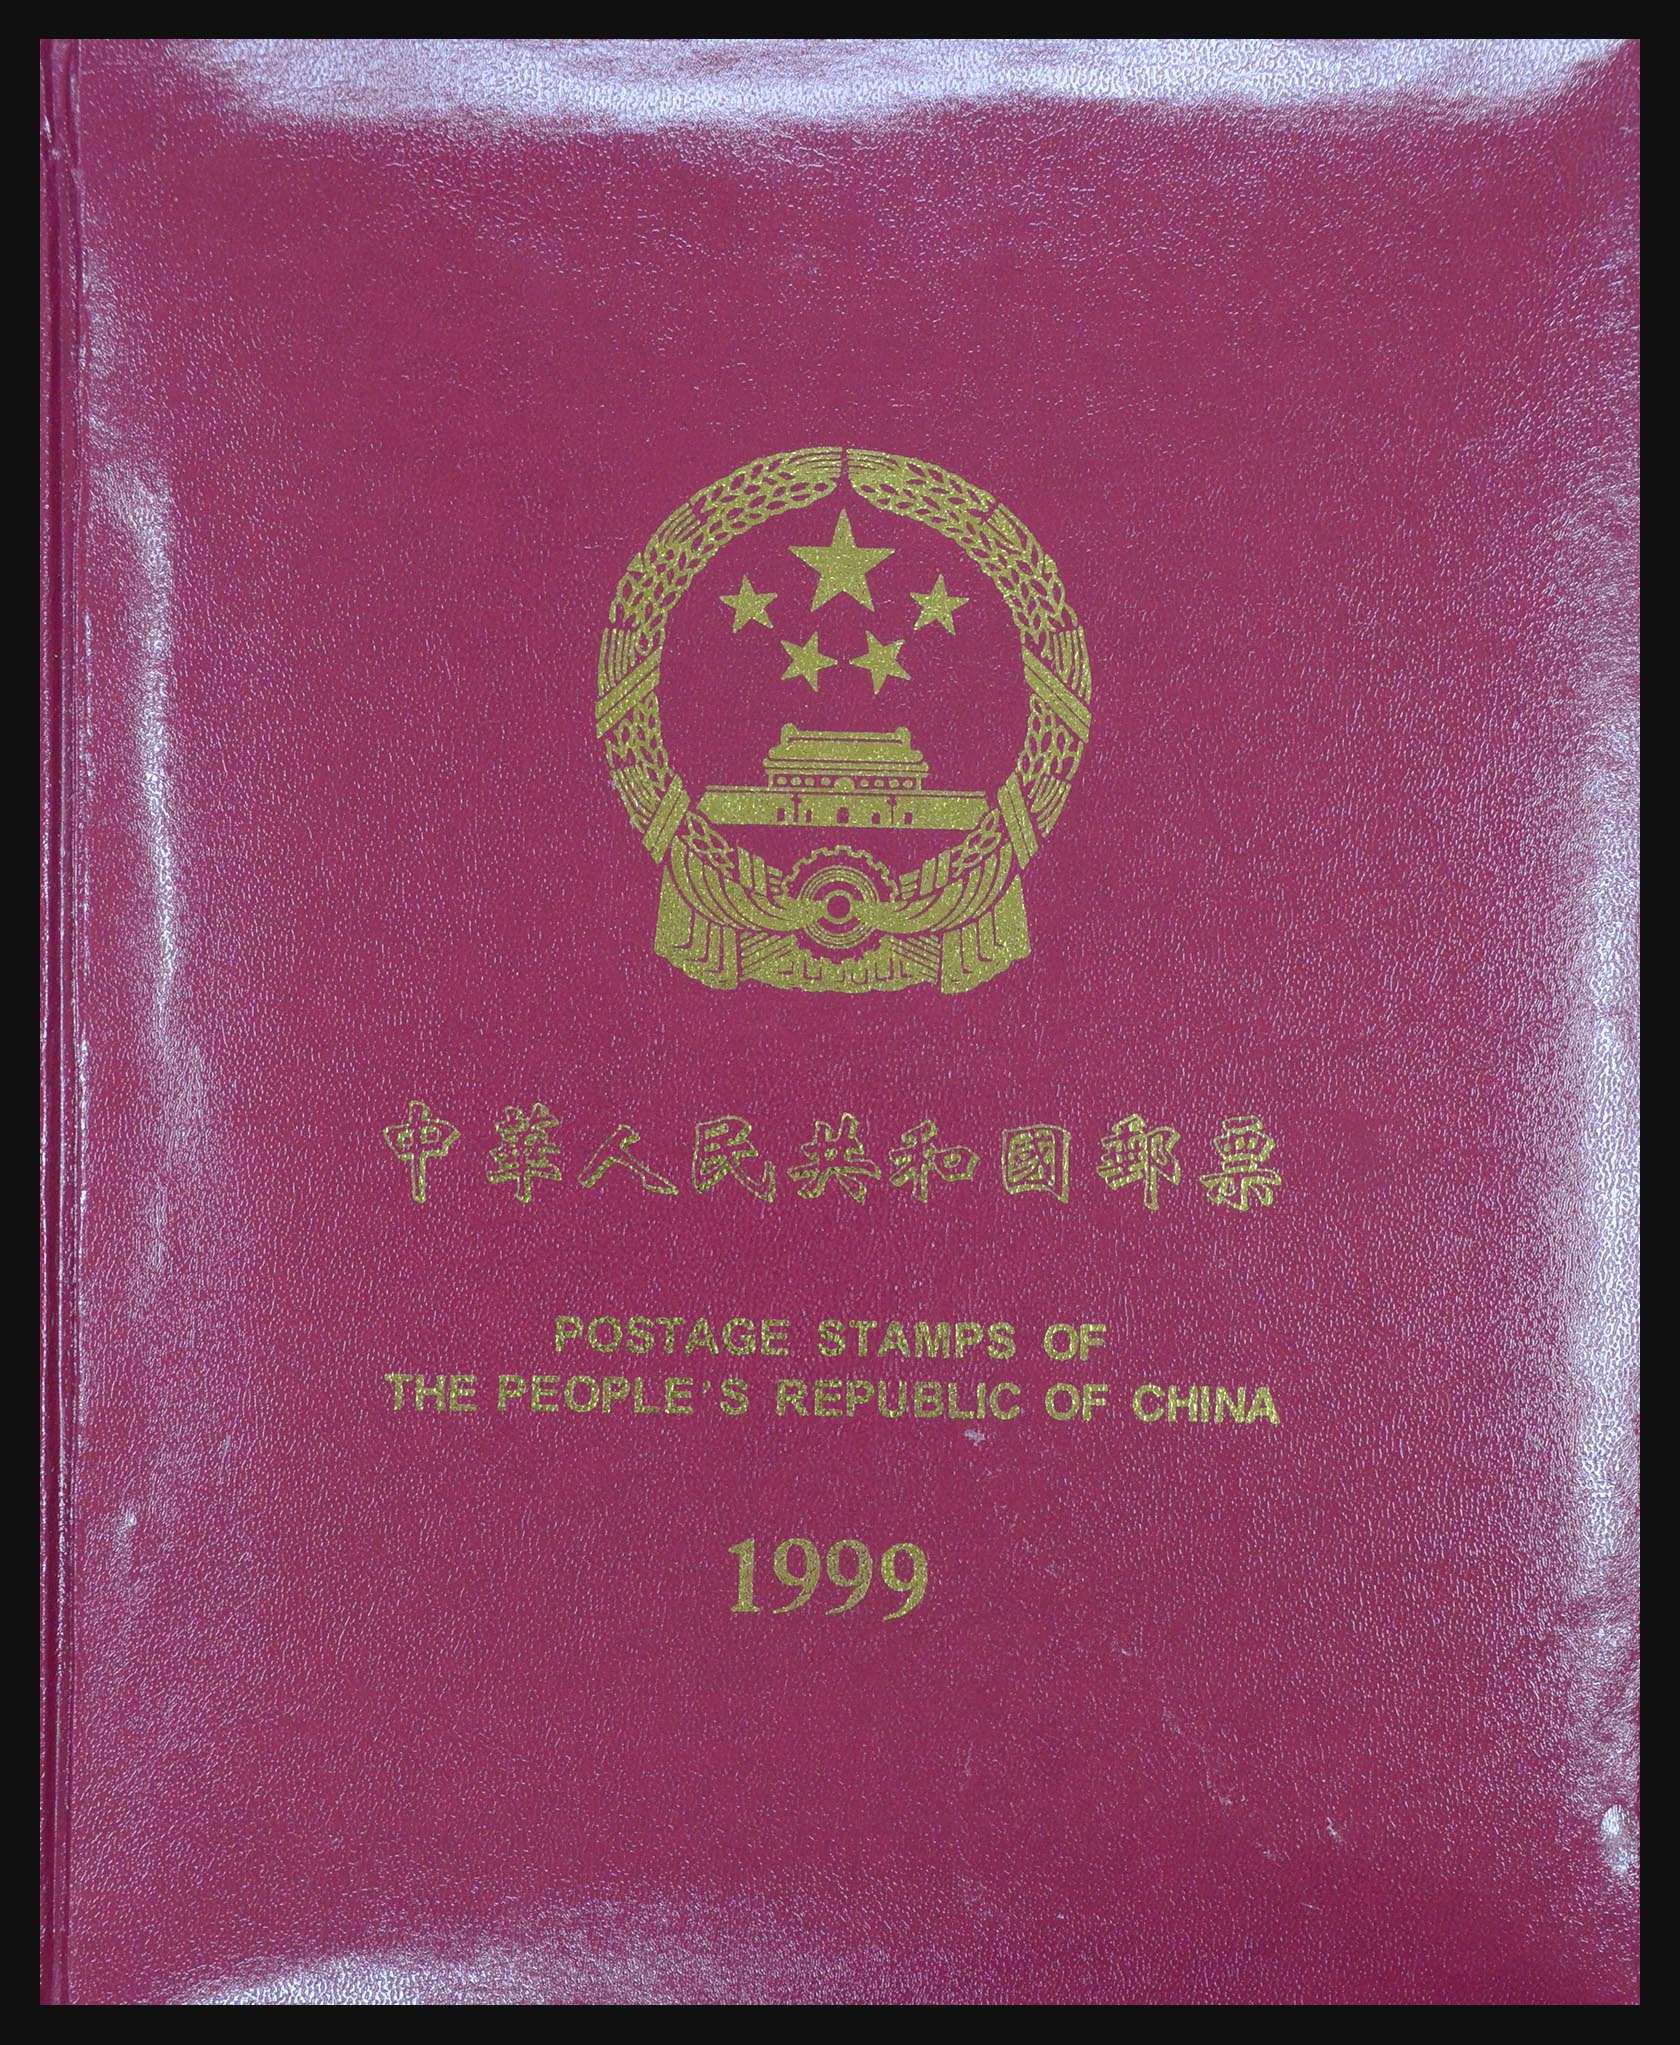 中華人民共和國郵票
POSTAGE STAMPS OF
THE PEOPLE'S REPUBLIC OF CHINA
1999